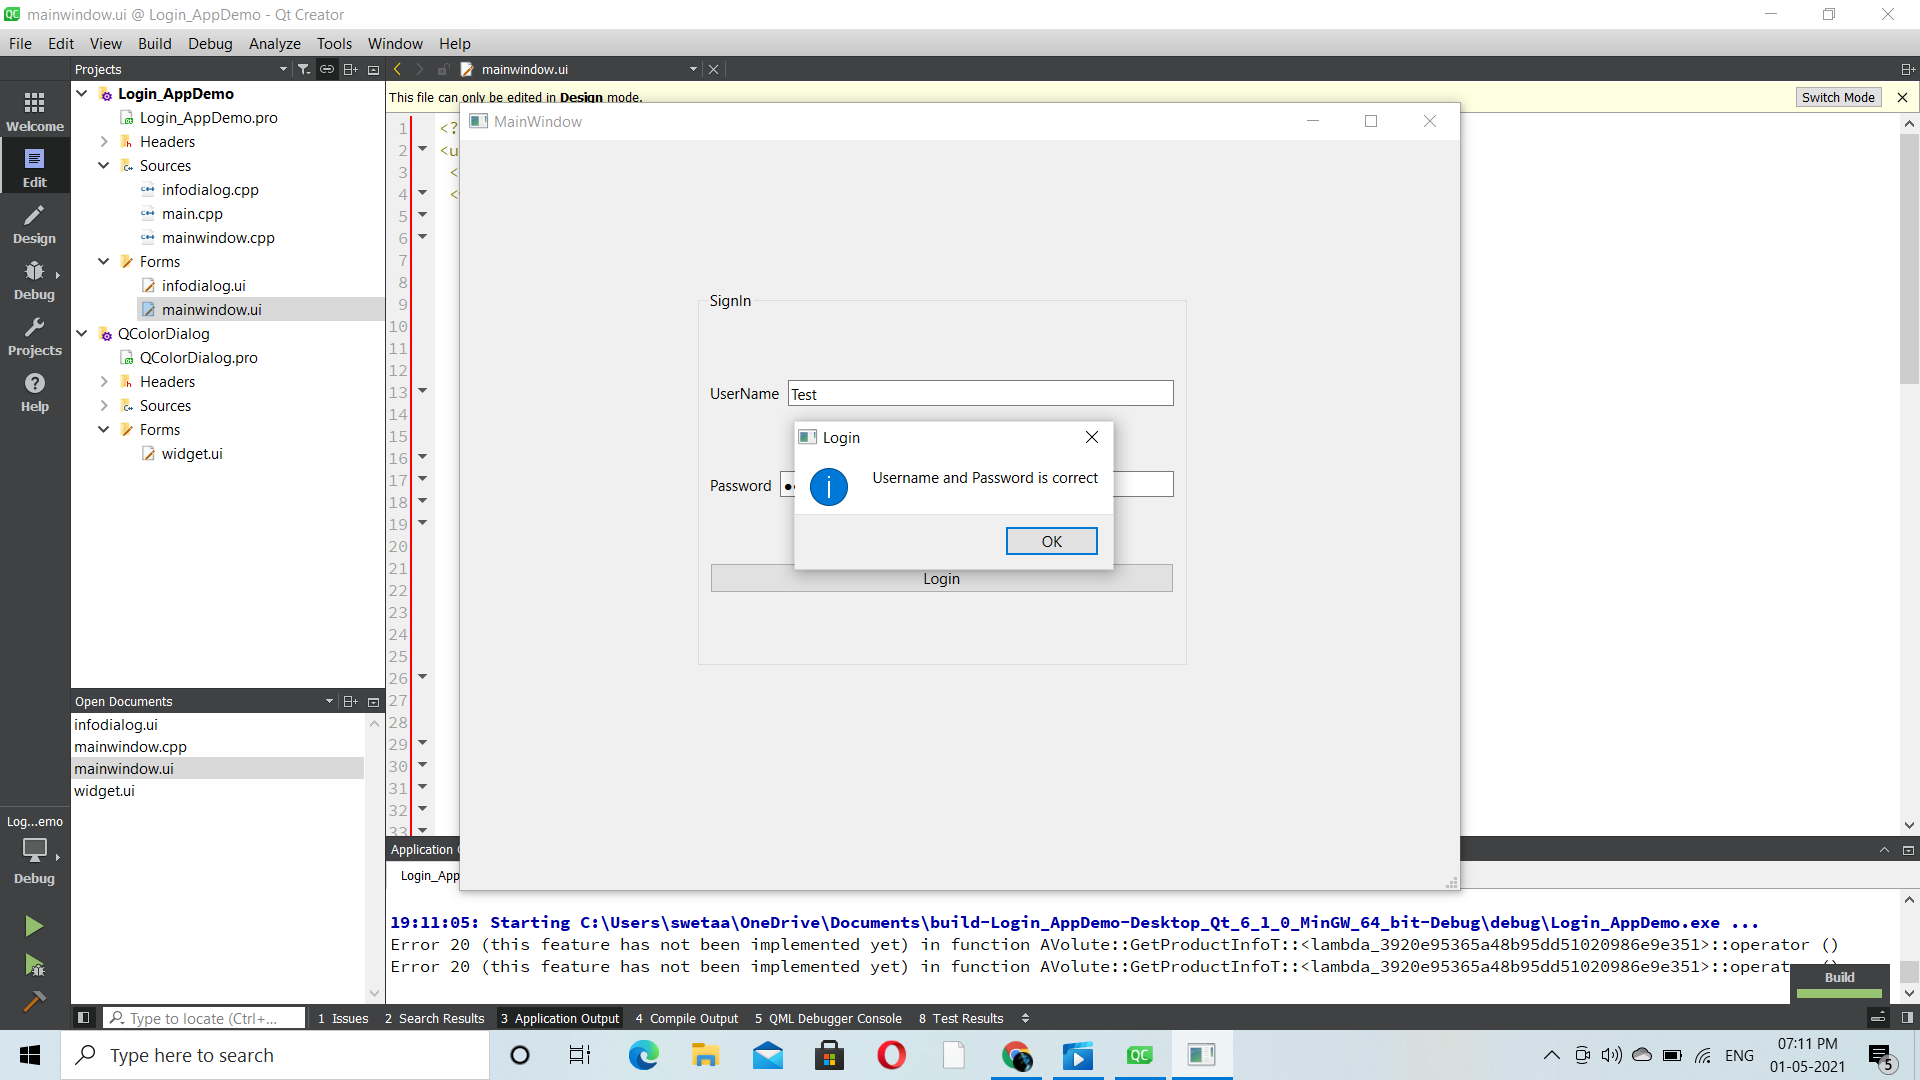 mainwindow.ui @ Login_AppDemo - Qt Creator
File Edit View Build Debug Analyze Tools Window Help
Projects
mainwindow.ui
This file can only be edited in Design mode.
Switch Mode
Welcome
Edit
Design
Debug
Projects
Help
Login_AppDemo
Login_AppDemo.pro
Headers
Sources
infodialog.cpp
main.cpp
mainwindow.cpp
Forms
infodialog.ui
mainwindow.ui
QColorDialog
QColorDialog.pro
Headers
Sources
Forms
widget.ui
1 <?
2 <u
3 <
4 <
5
6
7
8
9
10
11
12
13
14
15
16
17
18
19
20
21
22
23
24
25
26
27
28
29
30
31
32
33
MainWindow
SignIn
UserName Test
Password
Login
Username and Password is correct
OK
Login
Open Documents
infodialog.ui
mainwindow.cpp
mainwindow.ui
widget.ui
Log...emo
Debug
Application
Login_App
19:11:05: Starting C:\Users\swetaa\OneDrive\Documents\build-Login_AppDemo-Desktop_Qt_6_1_0_MinGW_64_bit-Debug\debug\Login_AppDemo.exe ...
Error 20 (this feature has not been implemented yet) in function AVolute::GetProductInfoT::<lambda_3920e95365a48b95dd51020986e9e351>::operator ()
Error 20 (this feature has not been implemented yet) in function AVolute::GetProductInfoT::<lambda_3920e95365a48b95dd51020986e9e351>::operat
Build
Type to locate (Ctrl+...
1 Issues 2 Search Results 3 Application Output 4 Compile Output 5 QML Debugger Console 8 Test Results
Type here to search
ENG
07:11 PM
01-05-2021
5